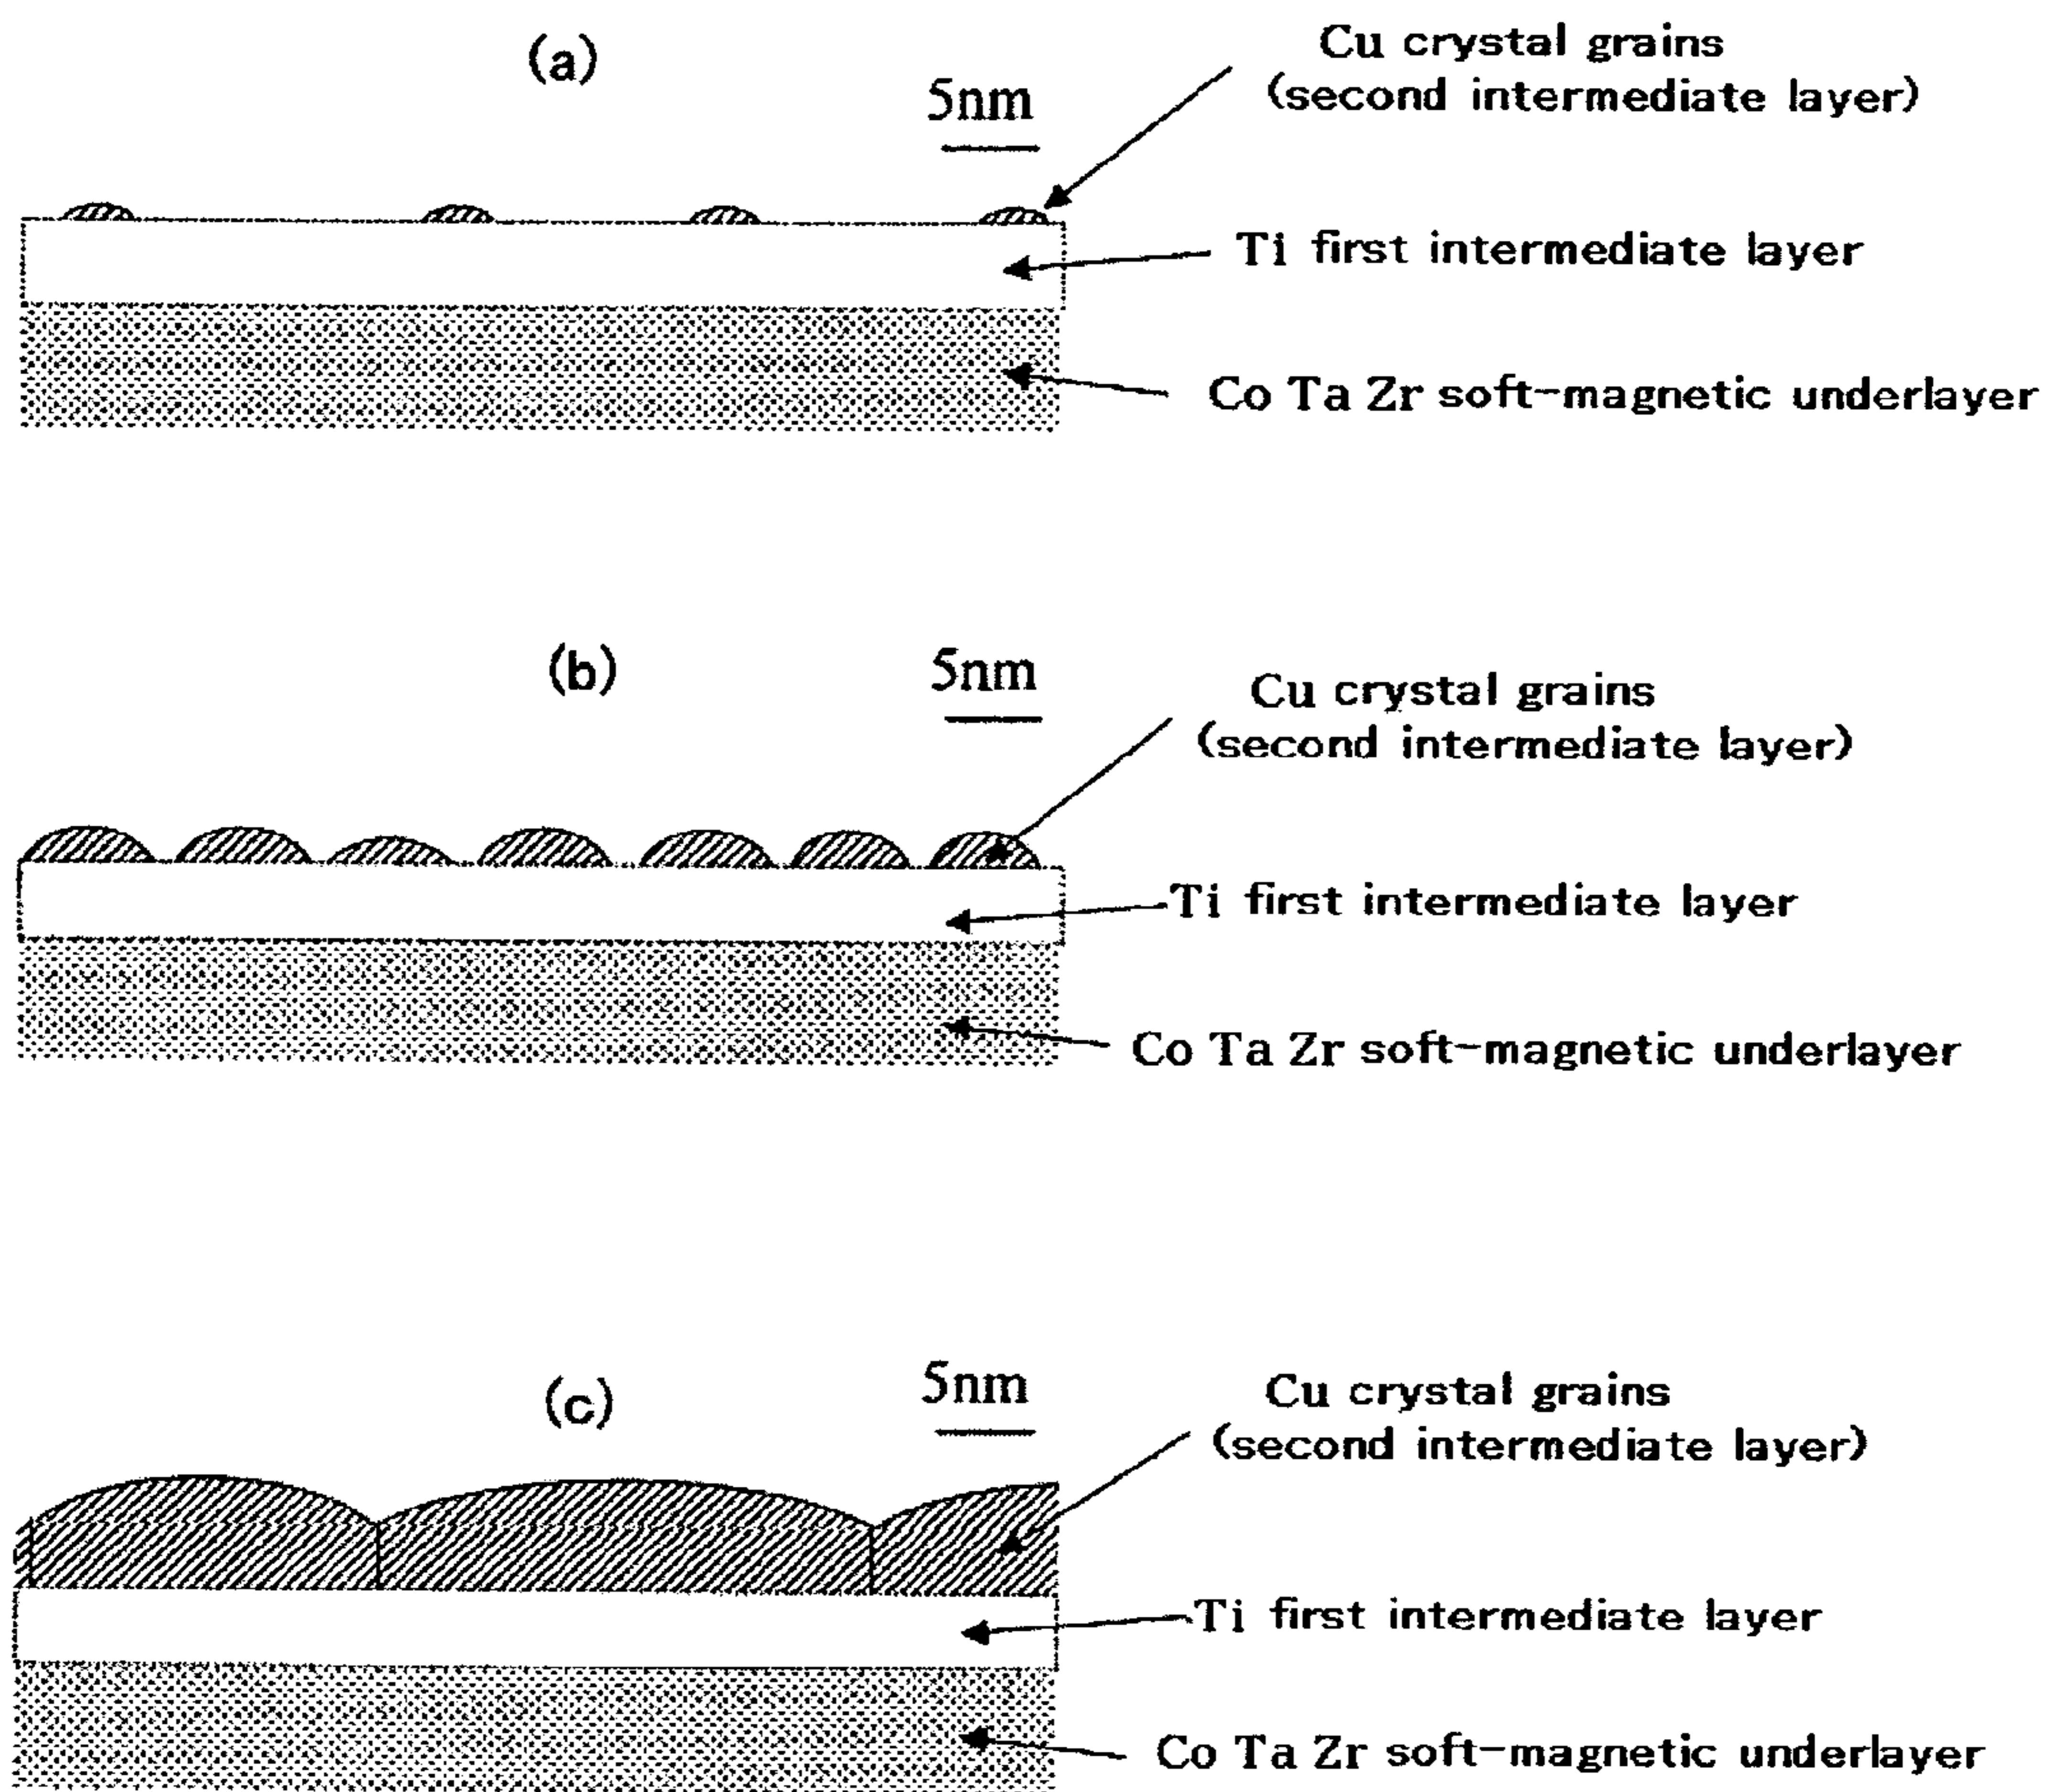 (a)
5nm
Cu crystal grains
(second intermediate layer)
Ti first intermediate layer
Co Ta Zr soft-magnetic underlayer
(b)
5nm
Cu crystal grains
(second intermediate layer)
Ti first intermediate layer
Co Ta Zr soft-magnetic underlayer
(c)
5nm
Cu crystal grains
(second intermediate layer)
Ti first intermediate layer
Co Ta Zr soft-magnetic underlayer